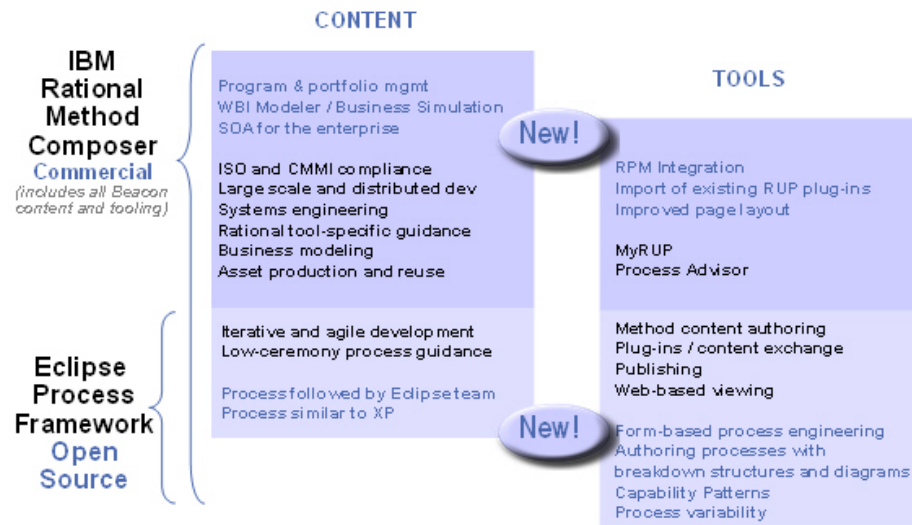 CONTENT
IBM
Rational
Method
Composer
Commercial
(includes all Beacon
content and tooling)
Program & portfolio mgmt
WBI Modeler / Business Simulation
SOA for the enterprise
ISO and CMMI compliance
Large scale and distributed dev
Systems engineering
Rational tool-specific guidance
Business modeling
Asset production and reuse
New!
TOOLS
RPM Integration
Import of existing RUP plug-ins
Improved page layout
MyRUP
Process Advisor
Eclipse
Process
Framework
Open
Source
Iterative and agile development
Low-ceremony process guidance
Process followed by Eclipse team
Process similar to XP
New!
Method content authoring
Plug-ins / content exchange
Publishing
Web-based viewing
Form-based process engineering
Authoring processes with
breakdown structures and diagrams
Capability Patterns
Process variability